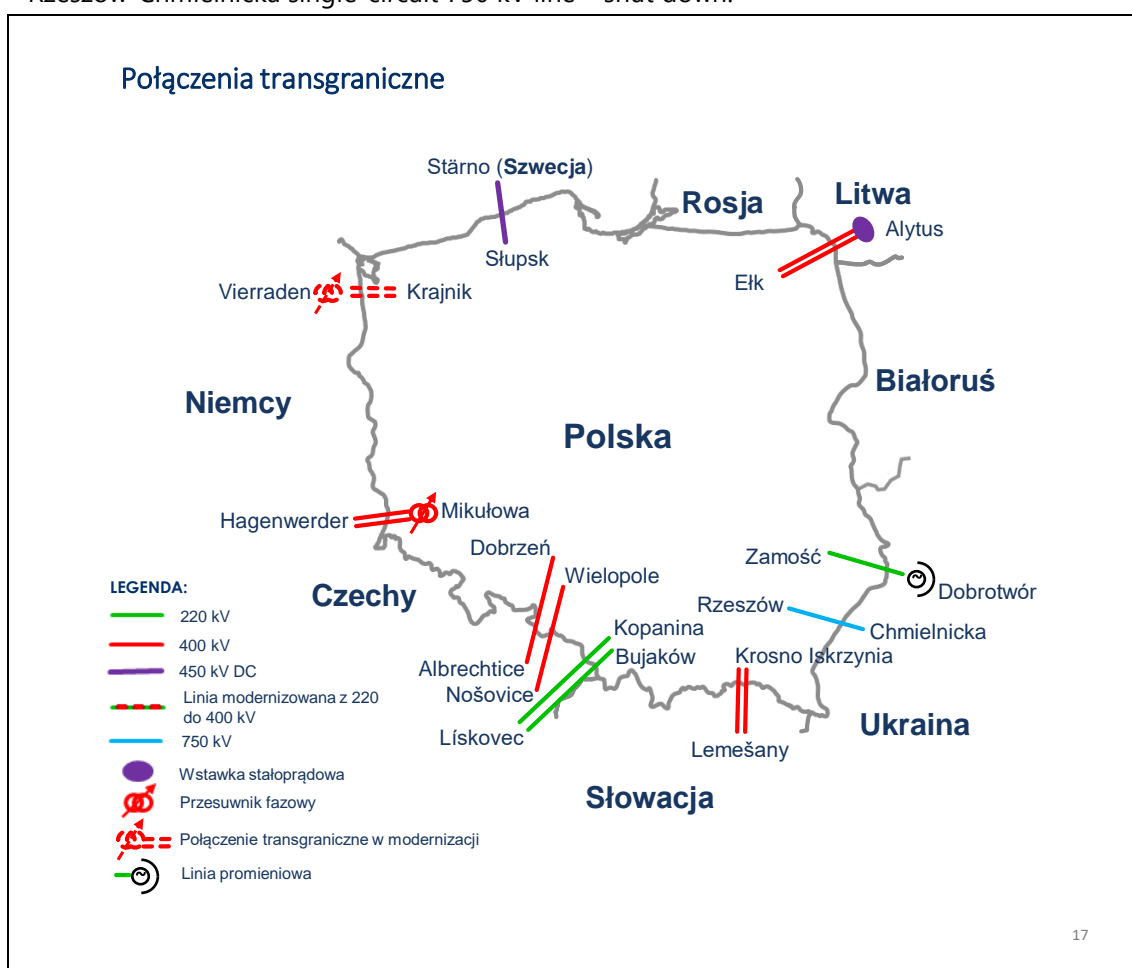 Rzeszów-Chmielnicka single-circuit 750 kV line – shut down.
Połączenia transgraniczne
Stärno (Szwecja)
Rosja
Litwa
Alytus
Słupsk
Ełk
Vierraden
Krajnik
Białoruś
Niemcy
Polska
Hagenwerder
Mikułowa
Dobrzeń
Wielopole
Zamość
Dobrotwór
Czechy
Rzeszów
Chmielnicka
Kopanina
Bujaków
Krosno Iskrzynia
Albrechtice
Nošovice
Ukraina
Lískovec
Lemešany
Słowacja
LEGENDA:
220 kV
400 kV
450 kV DC
Linia modernizowana z 220
do 400 kV
750 kV
Wstawka stałoprądowa
Przesuwnik fazowy
Połączenie transgraniczne w modernizacji
Linia promieniowa
17